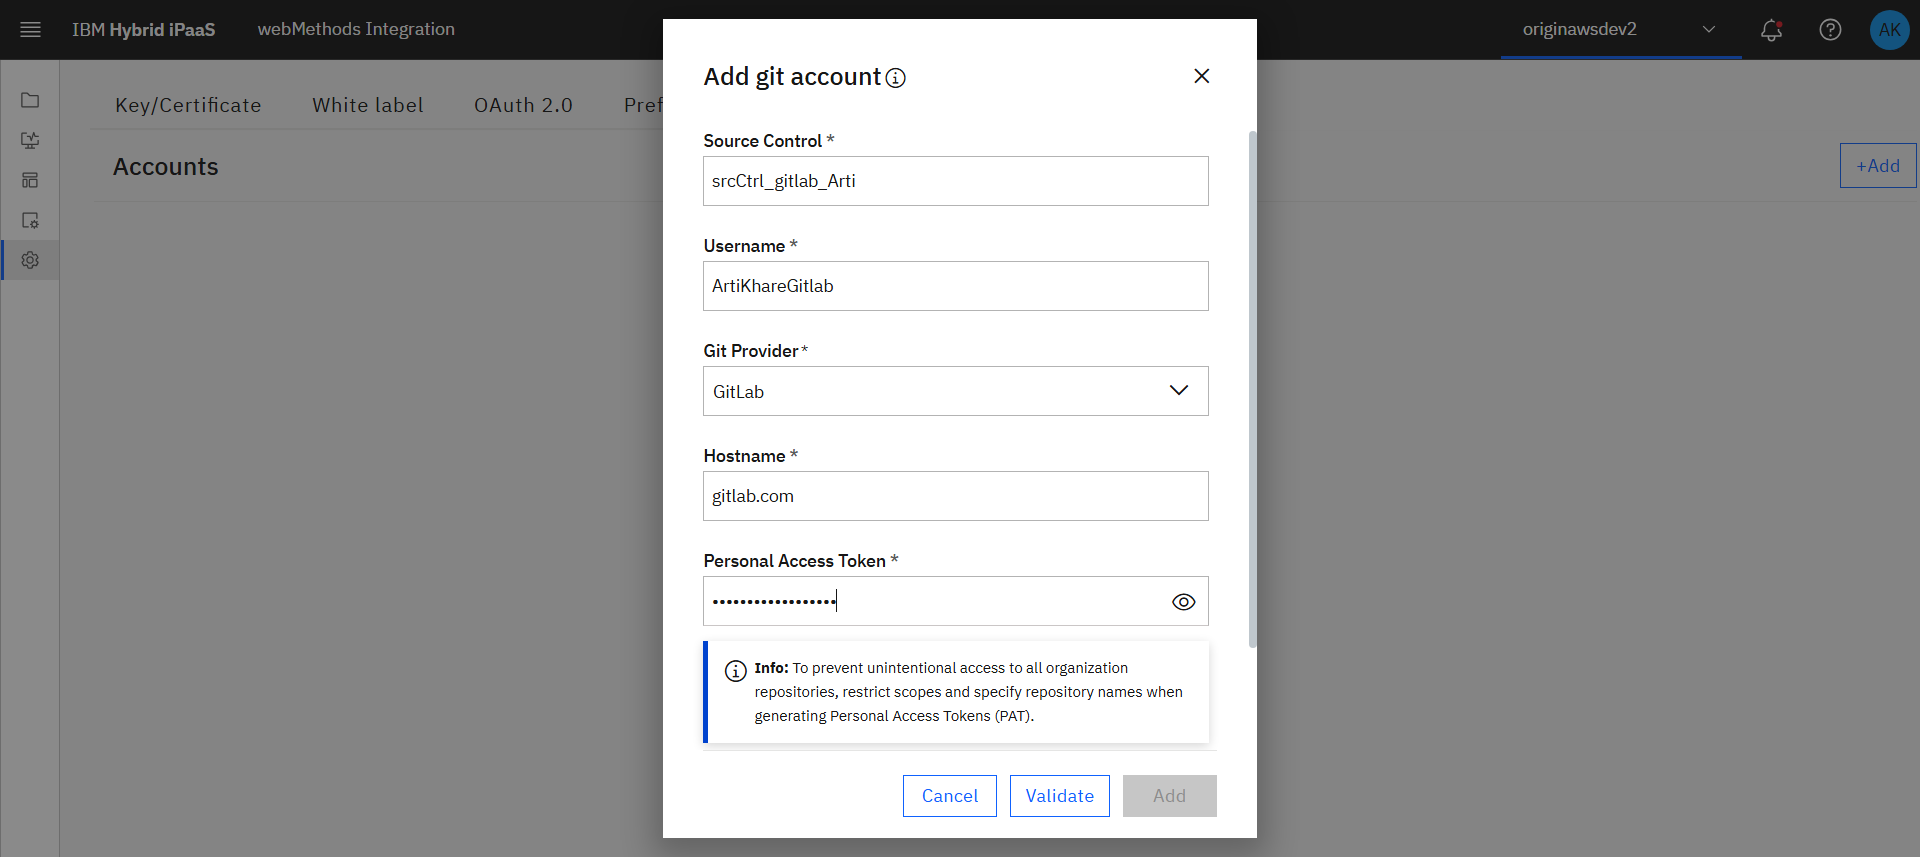 IBM Hybrid iPaaS
webMethods Integration
originawsdev2
AK
Key/Certificate
White label
OAuth 2.0
Pref
Accounts
+Add
Add git account
Source Control *
srcCtrl_gitlab_Arti
Username *
ArtiKhareGitlab
Git Provider*
GitLab
Hostname *
gitlab.com
Personal Access Token *
••••••••••••••••••
Info: To prevent unintentional access to all organization
repositories, restrict scopes and specify repository names when
generating Personal Access Tokens (PAT).
Cancel
Validate
Add